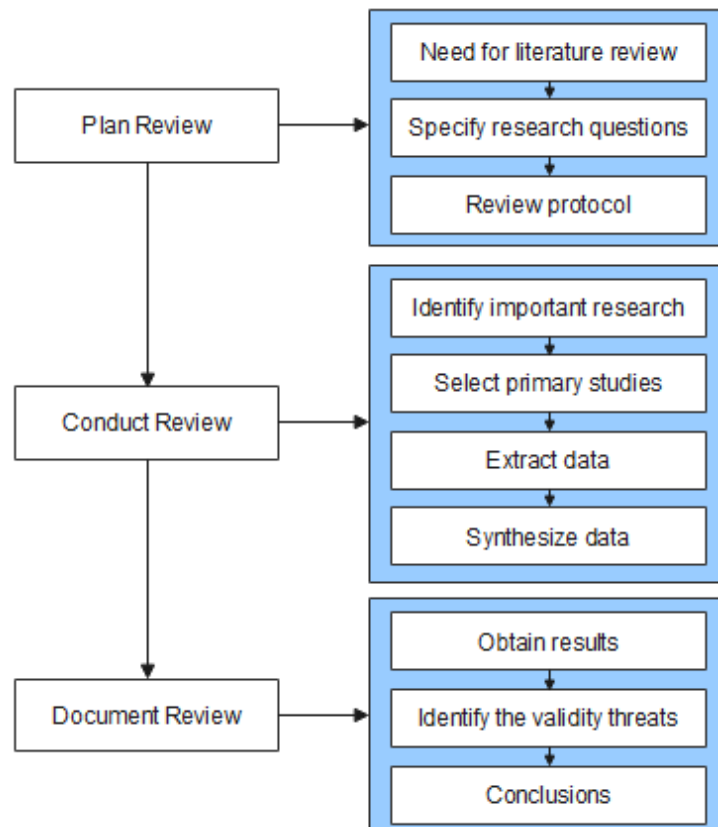 Need for literature review
Plan Review
Specify research questions
Review protocol
Identify important research
Select primary studies
Conduct Review
Extract data
Synthesize data
Obtain results
Document Review
Identify the validity threats
Conclusions